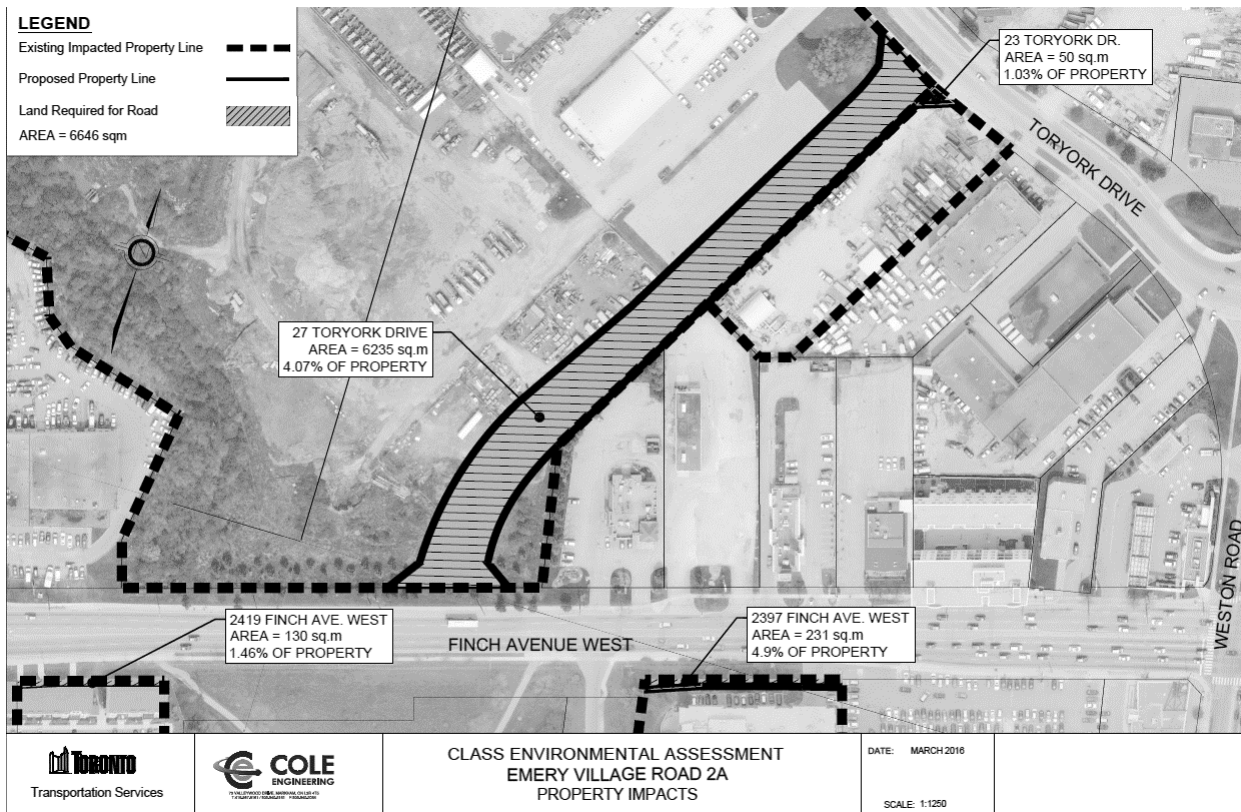 LEGEND
Existing Impacted Property Line
Proposed Property Line
Land Required for Road
AREA = 6646 sqm
23 TORYORK DR.
AREA = 50 sq.m
1.03% OF PROPERTY
TORYORK DRIVE
27 TORYORK DRIVE
AREA = 6235 sq.m
4.07% OF PROPERTY
WESTON ROAD
2419 FINCH AVE. WEST
AREA = 130 sq.m
1.46% OF PROPERTY
FINCH AVENUE WEST
2397 FINCH AVE. WEST
AREA = 231 sq.m
4.9% OF PROPERTY
TORONTO
Transportation Services
COLE
ENGINEERING
CLASS ENVIRONMENTAL ASSESSMENT
EMERY VILLAGE ROAD 2A
PROPERTY IMPACTS
DATE: MARCH 2016
SCALE: 1:1250